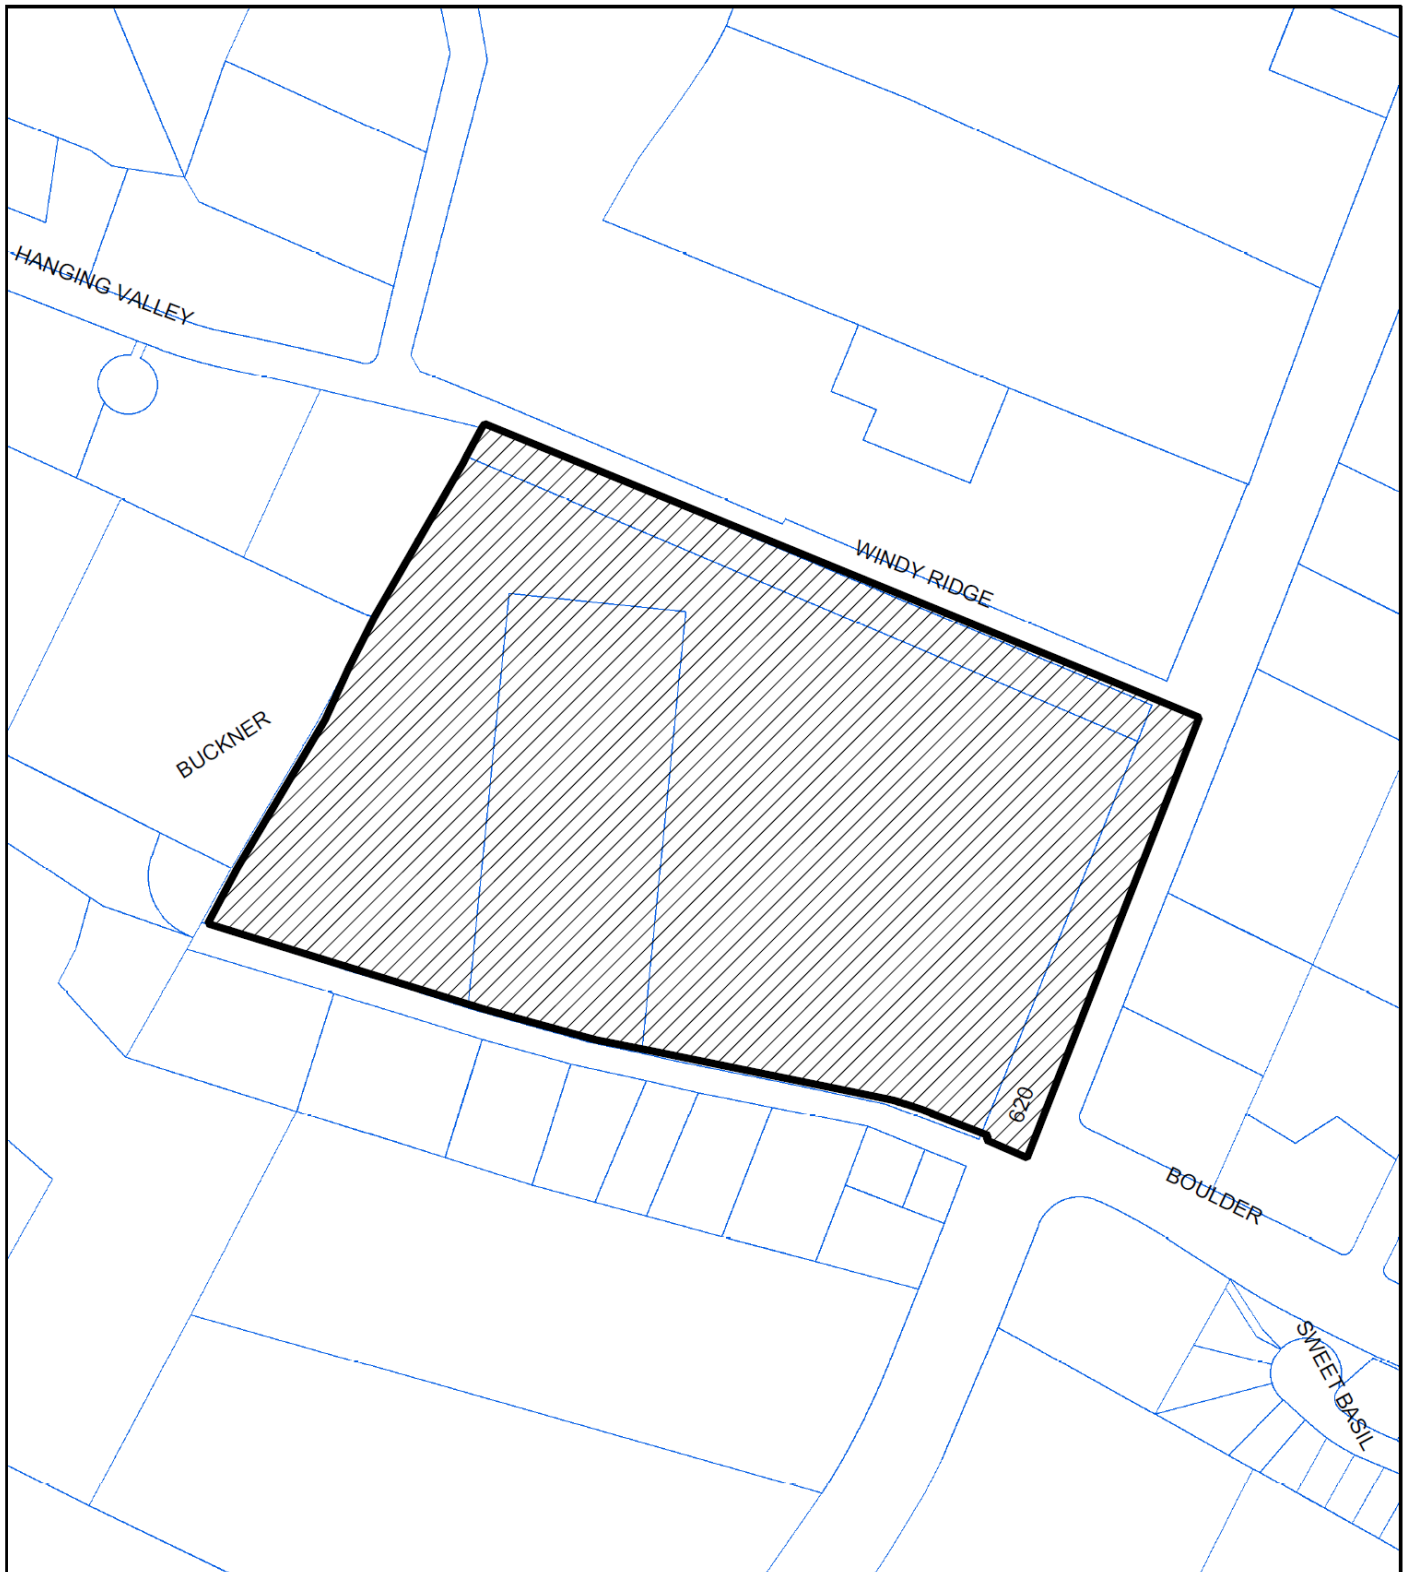 HANGING VALLEY
WINDY RIDGE
BUCKNER
620
BOULDER
SWEET BASIL